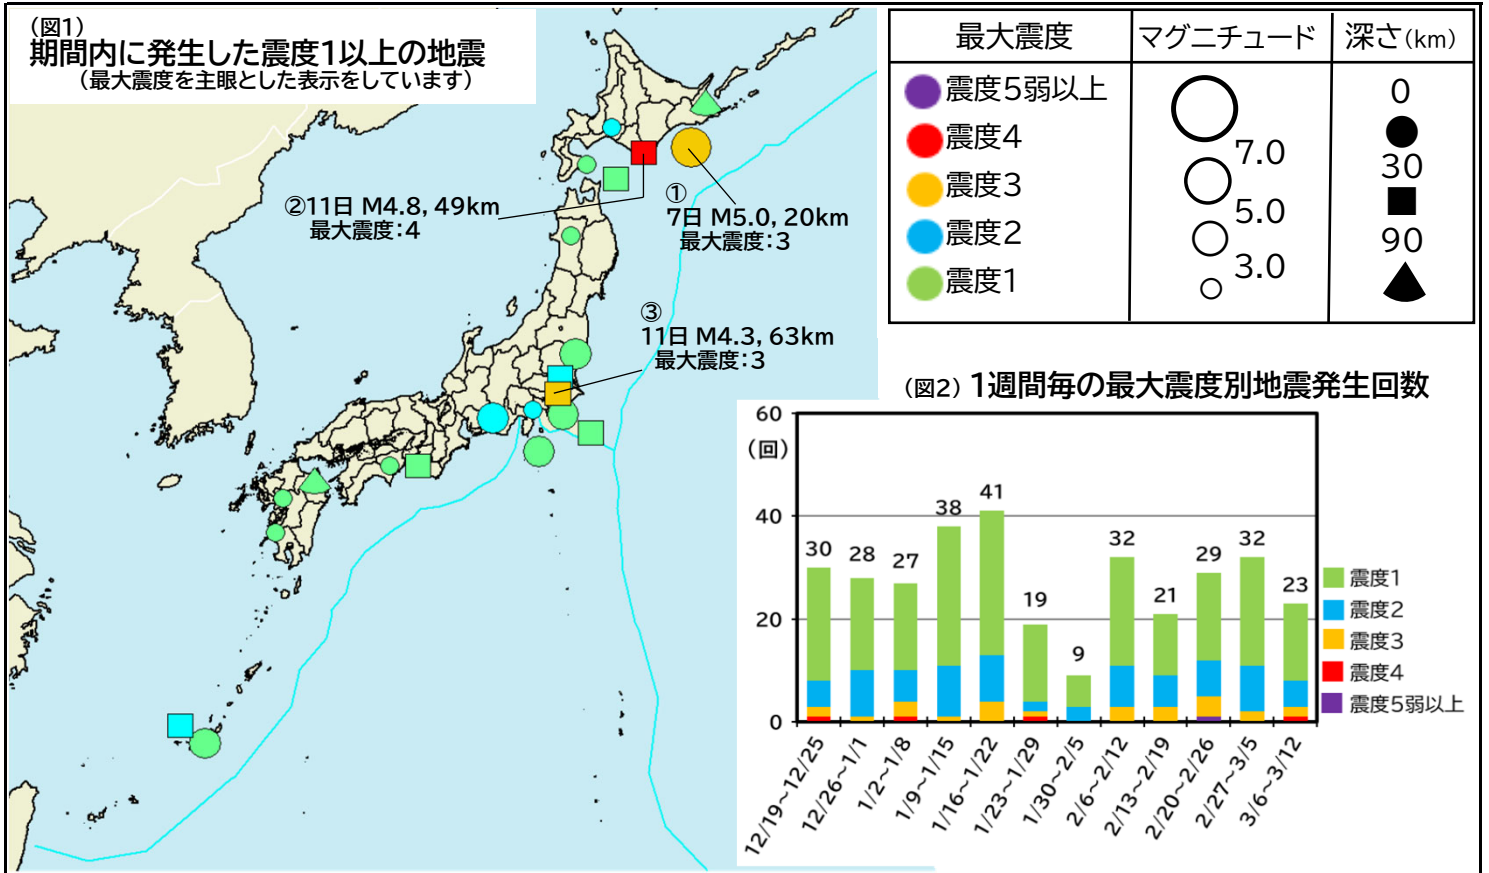 (図1)
期間内に発生した震度1以上の地震
(最大震度を主眼とした表示をしています)
②11日 M4.8, 49km
最大震度:4
①
7日 M5.0, 20km
最大震度:3
③
11日 M4.3, 63km
最大震度:3
最大震度
マグニチュード
深さ(km)
震度5弱以上
震度4
震度3
震度2
震度1
7.0
5.0
3.0
0
30
90
(図2) 1週間毎の最大震度別地震発生回数
60
(回)
40
20
0
30
28
27
38
41
19
9
32
21
29
32
23
12/19~12/25
12/26~1/1
1/2~1/8
1/9~1/15
1/16~1/22
1/23~1/29
1/30~2/5
2/6~2/12
2/13~2/19
2/20~2/26
2/27~3/5
3/6~3/12
震度1
震度2
震度3
震度4
震度5弱以上